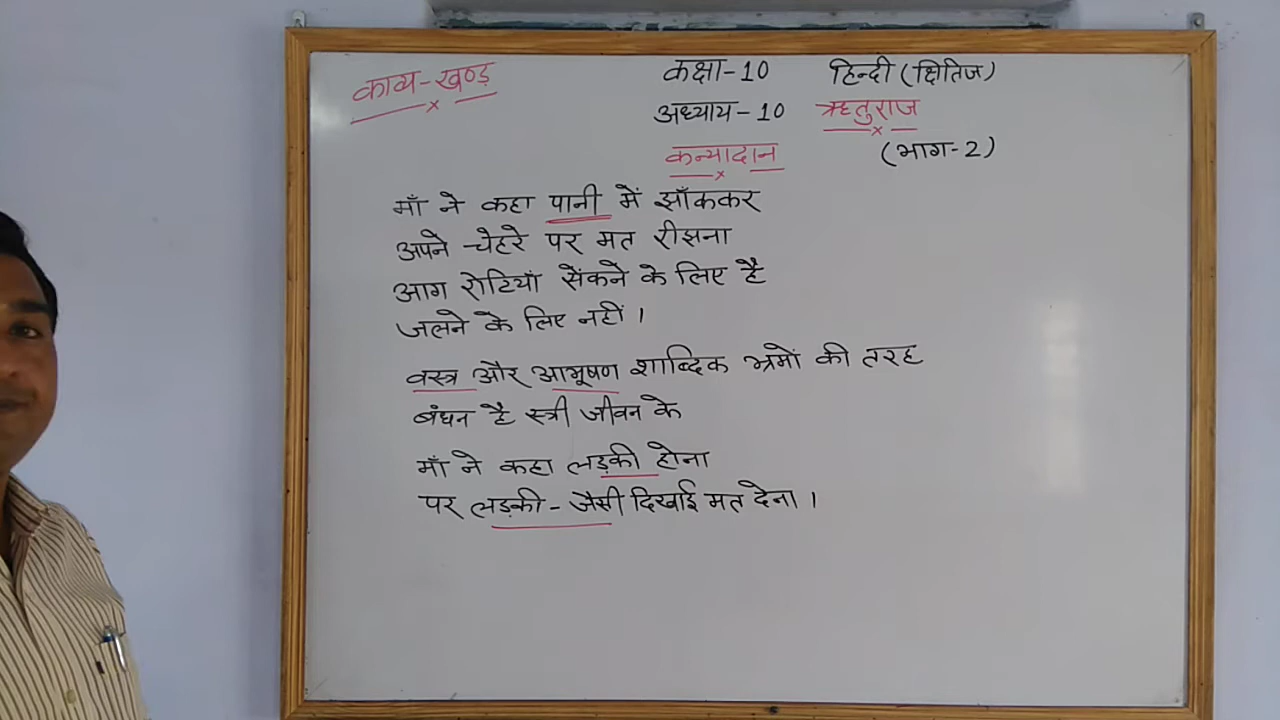 काव्य-खण्ड
कक्षा-10 हिन्दी (क्षितिज)
अध्याय-10 ऋतुराज
कन्यादान (भाग-2)
माँ ने कहा पानी में झाँककर
अपने चेहरे पर मत रीझना
आग रोटियाँ सेंकने के लिए है
जलने के लिए नहीं ।
वस्त्र और आभूषण शाब्दिक भ्रमों की तरह
बंधन है स्त्री जीवन के
माँ ने कहा लड़की होना
पर लड़की - जैसी दिखाई मत देना ।